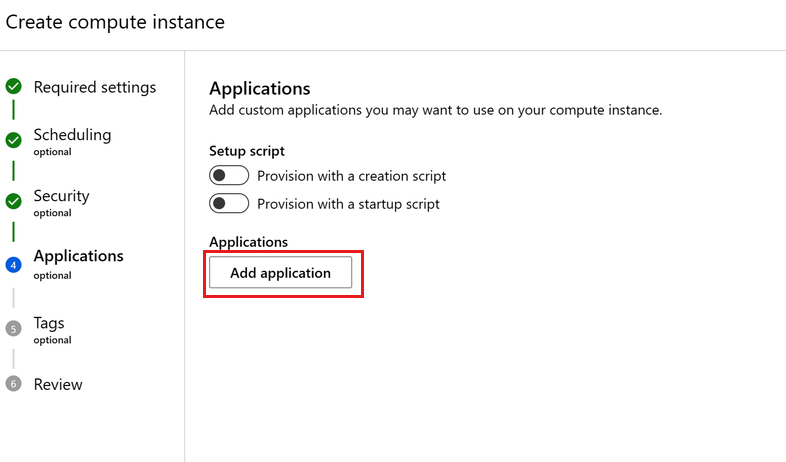 Create compute instance
Required settings
Scheduling
optional
Security
optional
4
Applications
optional
5
Tags
optional
6
Review
Applications
Add custom applications you may want to use on your compute instance.
Setup script
Provision with a creation script
Provision with a startup script
Applications
Add application